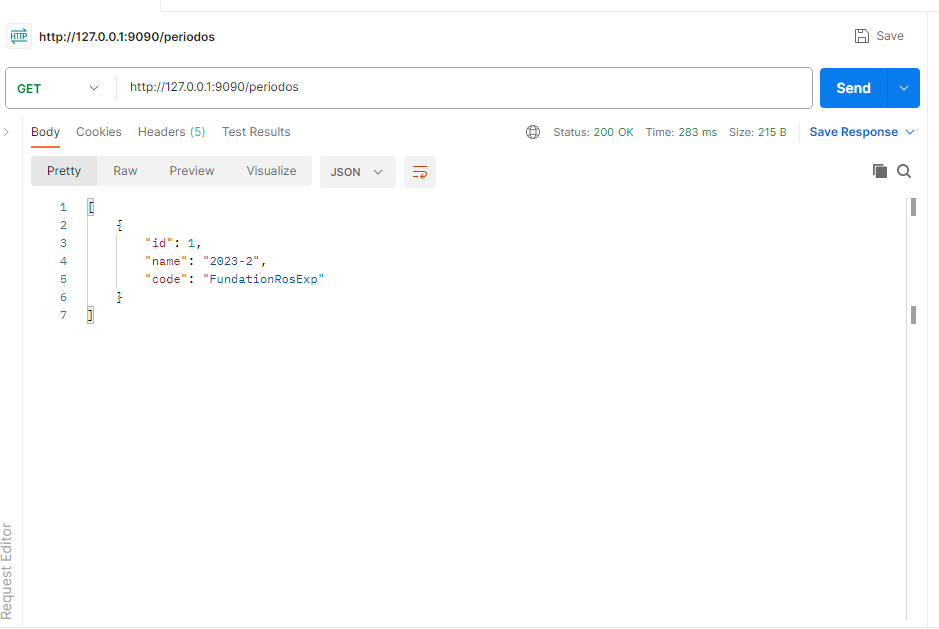 HTTP http://127.0.0.1:9090/periodos Save
GET http://127.0.0.1:9090/periodos Send
Body Cookies Headers (5) Test Results Status: 200 OK Time: 283 ms Size: 215 B Save Response
Pretty Raw Preview Visualize JSON
1 [
2 {
3 "id": 1,
4 "name": "2023-2",
5 "code": "FundationRosExp"
6 }
7 ]
Request Editor